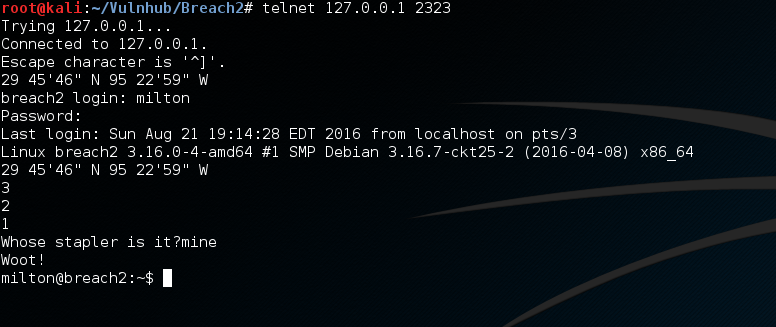 root@kali:~/Vulnhub/Breach2# telnet 127.0.0.1 2323
Trying 127.0.0.1...
Connected to 127.0.0.1.
Escape character is '^]'.
29 45'46" N 95 22'59" W
breach2 login: milton
Password:
Last login: Sun Aug 21 19:14:28 EDT 2016 from localhost on pts/3
Linux breach2 3.16.0-4-amd64 #1 SMP Debian 3.16.7-ckt25-2 (2016-04-08) x86_64
29 45'46" N 95 22'59" W
3
2
1
Whose stapler is it?mine
Woot!
milton@breach2:~$